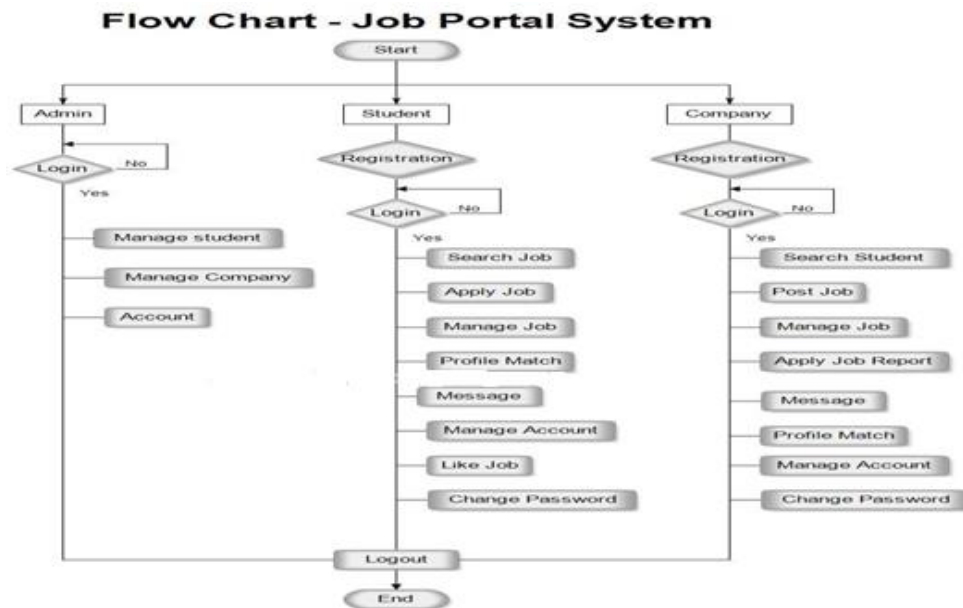 Flow Chart - Job Portal System
Start
Admin
Student
Company
Login
No
Yes
Registration
Registration
Login
No
Yes
Login
No
Yes
Manage student
Manage Company
Account
Search Job
Apply Job
Manage Job
Profile Match
Message
Manage Account
Like Job
Change Password
Search Student
Post Job
Manage Job
Apply Job Report
Message
Profile Match
Manage Account
Change Password
Logout
End